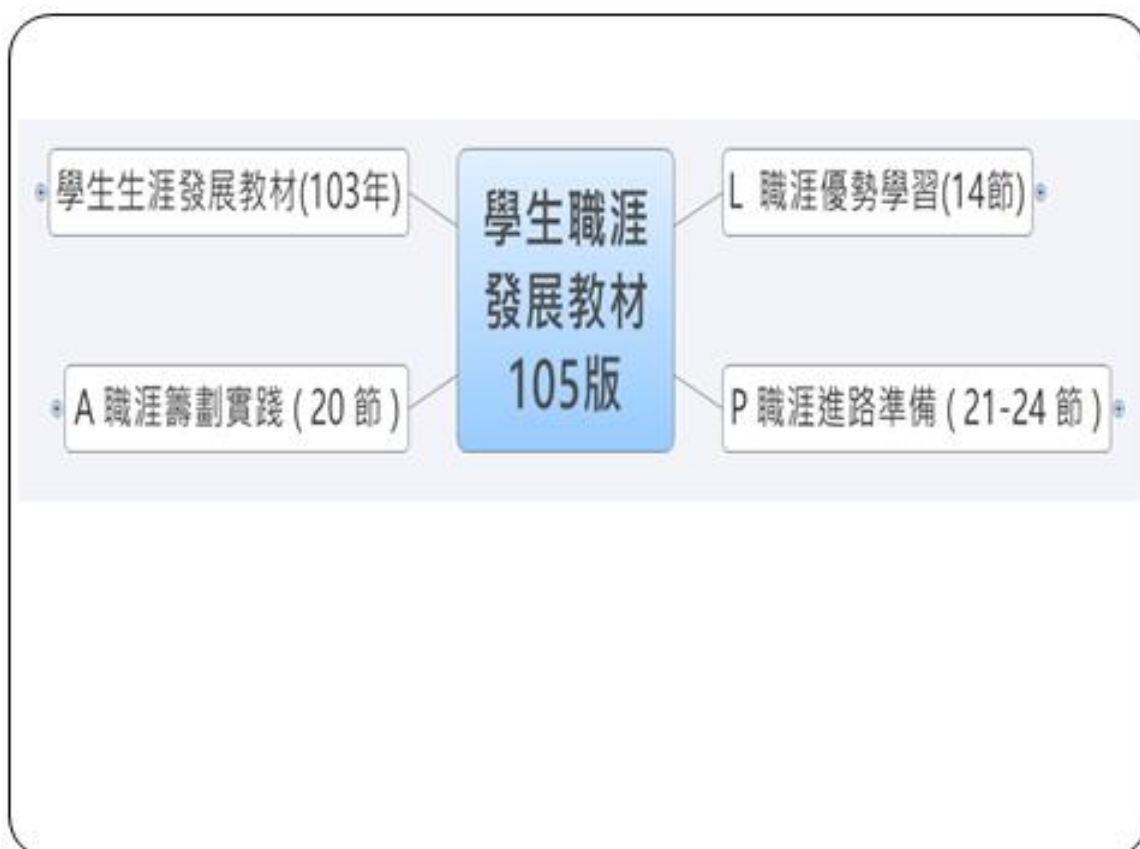 學生生涯發展教材(103年)
學生職涯
發展教材
105版
L 職涯優勢學習(14節)
A 職涯籌劃實踐 ( 20 節 )
P 職涯進路準備 ( 21-24 節 )